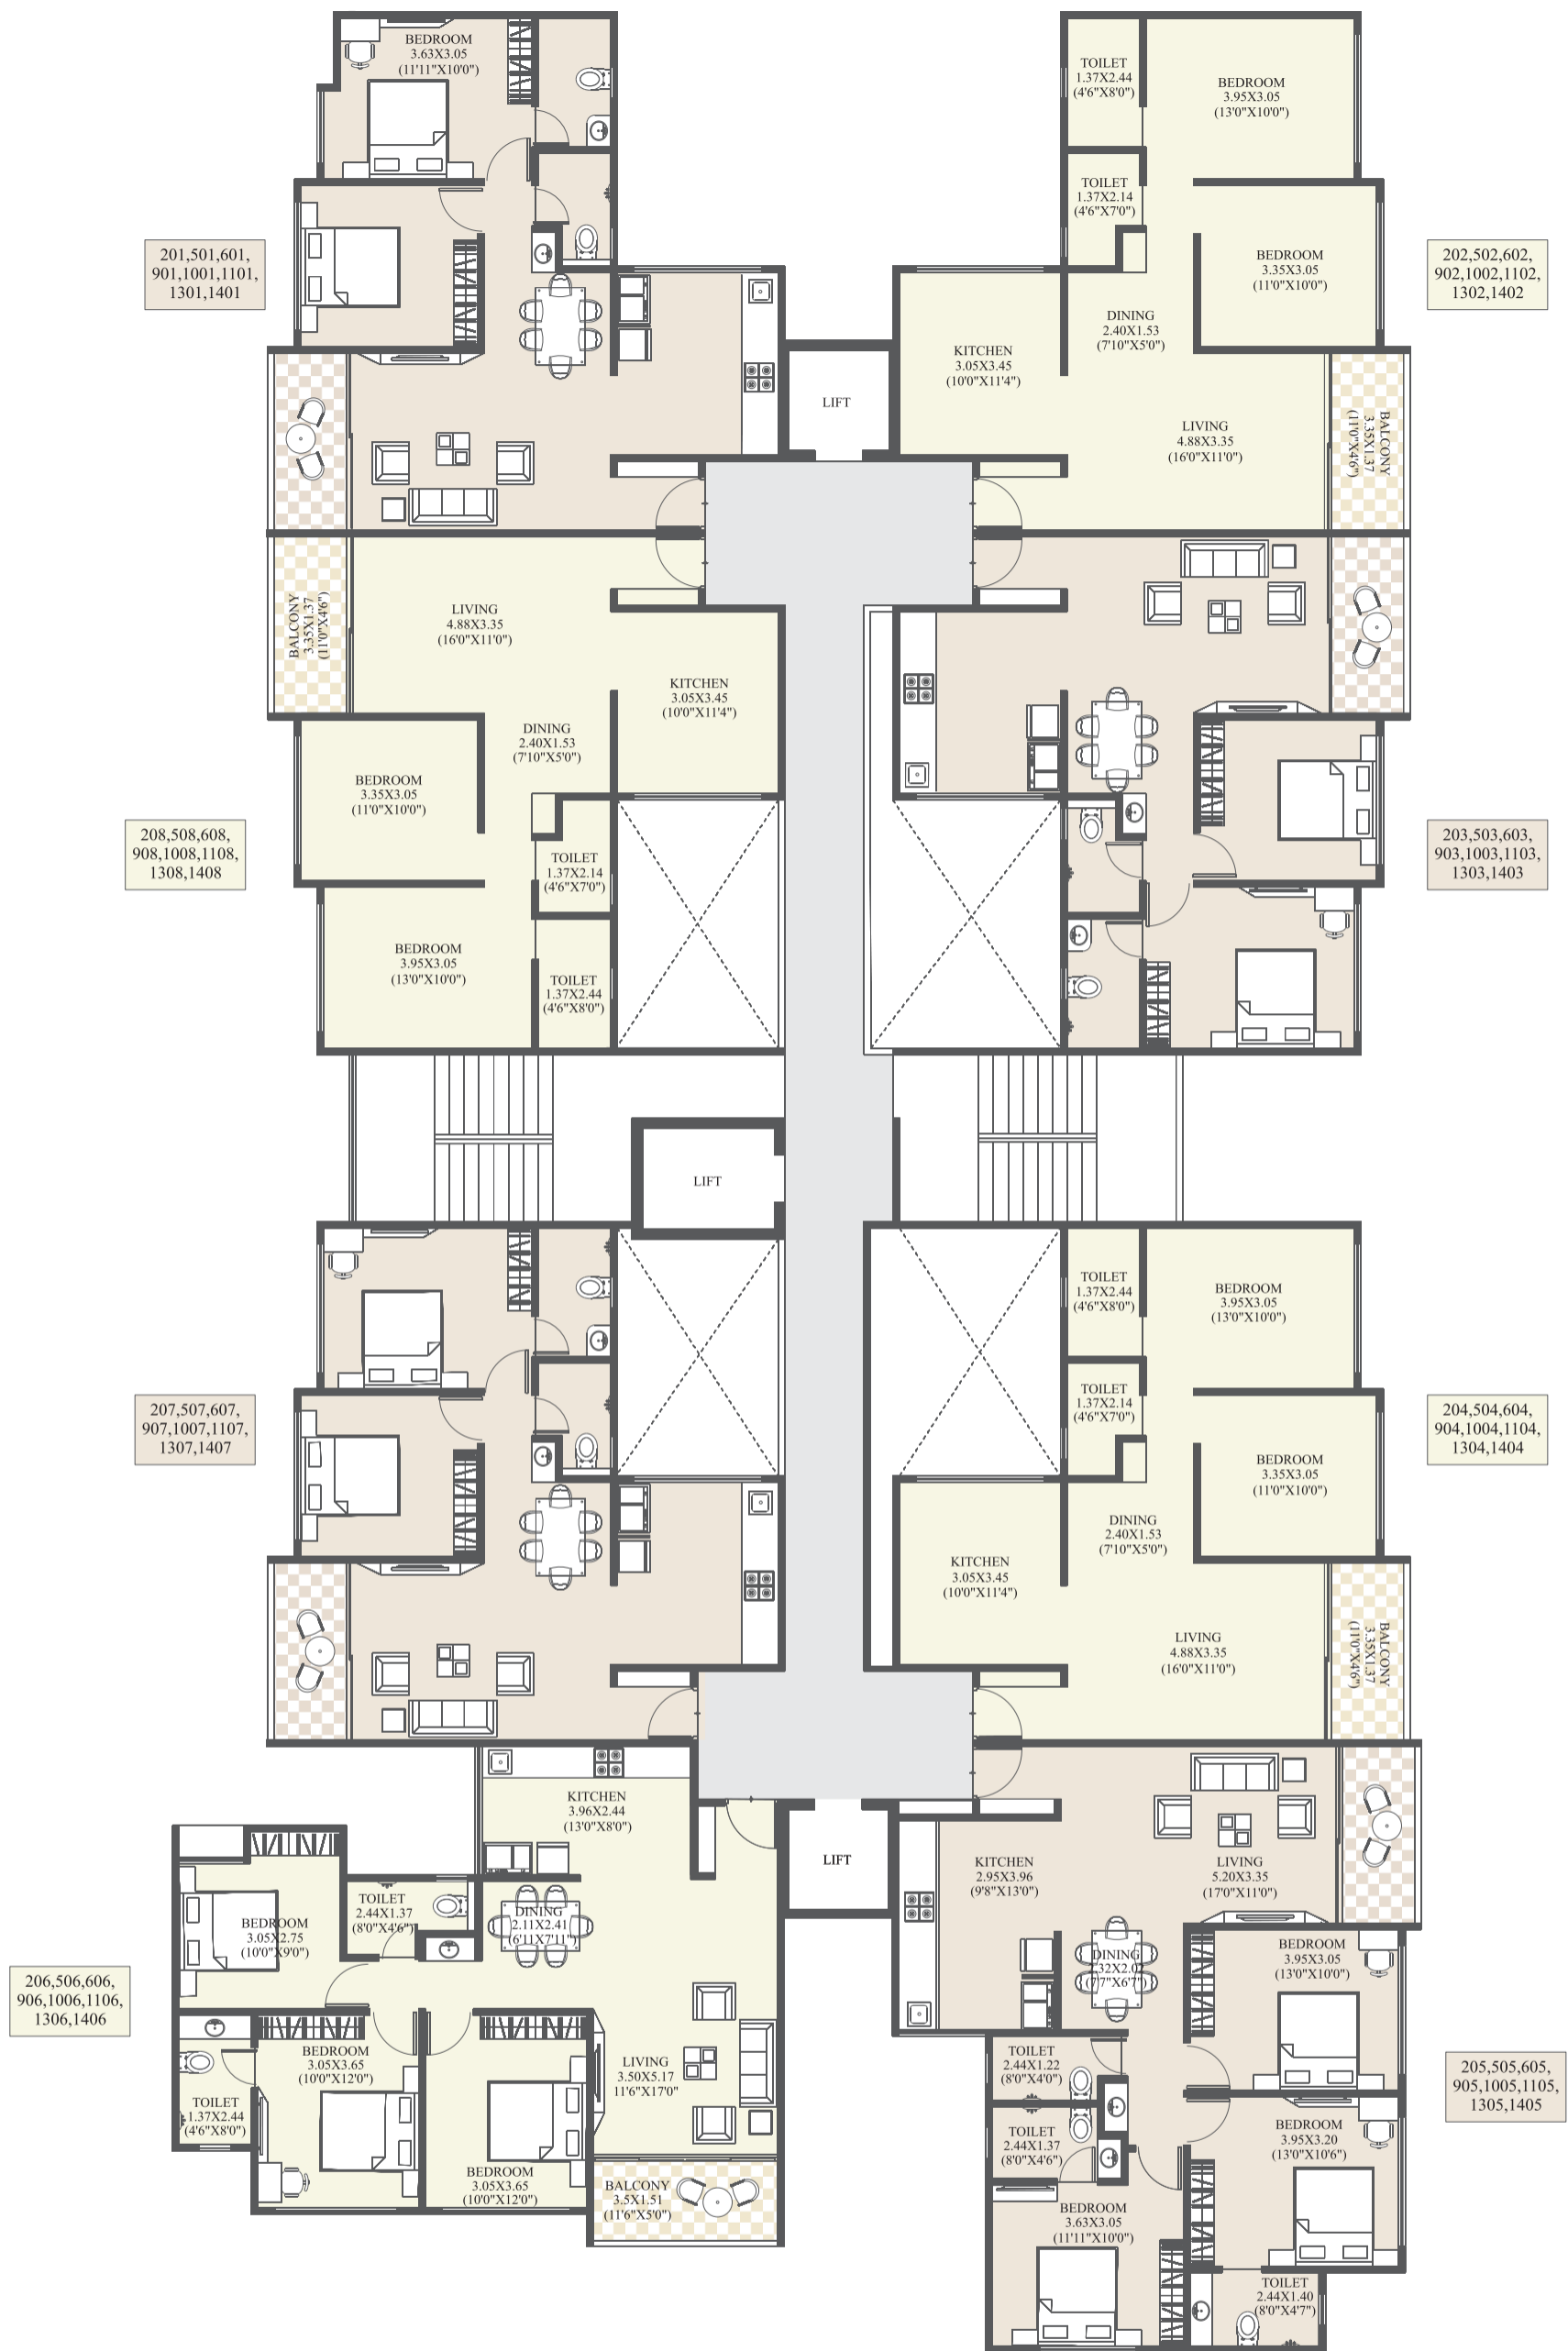 BEDROOM
3.63X3.05
(11'11"X10'0")
201,501,601,
901,1001,1101,
1301,1401
TOILET
1.37X2.44
(4'6"X8'0")
BEDROOM
3.95X3.05
(13'0"X10'0")
TOILET
1.37X2.14
(4'6"X7'0")
BEDROOM
3.35X3.05
(11'0"X10'0")
202,502,602,
902,1002,1102,
1302,1402
DINING
2.40X1.53
(7'10"X5'0")
KITCHEN
3.05X3.45
(10'0"X11'4")
LIFT
LIVING
4.88X3.35
(16'0"X11'0")
BALCONY
3.35X1.37
(11'0"X4'6")
BALCONY
3.35X1.37
(11'0"X4'6")
LIVING
4.88X3.35
(16'0"X11'0")
KITCHEN
3.05X3.45
(10'0"X11'4")
DINING
2.40X1.53
(7'10"X5'0")
BEDROOM
3.35X3.05
(11'0"X10'0")
208,508,608,
908,1008,1108,
1308,1408
TOILET
1.37X2.14
(4'6"X7'0")
BEDROOM
3.95X3.05
(13'0"X10'0")
TOILET
1.37X2.44
(4'6"X8'0")
203,503,603,
903,1003,1103,
1303,1403
LIFT
TOILET
1.37X2.44
(4'6"X8'0")
BEDROOM
3.95X3.05
(13'0"X10'0")
207,507,607,
907,1007,1107,
1307,1407
TOILET
1.37X2.14
(4'6"X7'0")
BEDROOM
3.35X3.05
(11'0"X10'0")
204,504,604,
904,1004,1104,
1304,1404
DINING
2.40X1.53
(7'10"X5'0")
KITCHEN
3.05X3.45
(10'0"X11'4")
LIVING
4.88X3.35
(16'0"X11'0")
BALCONY
3.35X1.37
(11'0"X4'6")
KITCHEN
3.96X2.44
(13'0"X8'0")
LIFT
TOILET
2.44X1.37
(8'0"X4'6")
DINING
2.11X2.41
(6'11X7'11")
BEDROOM
3.05X2.75
(10'0"X9'0")
206,506,606,
906,1006,1106,
1306,1406
BEDROOM
3.05X3.65
(10'0"X12'0")
LIVING
3.50X5.17
11'6"X17'0"
TOILET
1.37X2.44
(4'6"X8'0")
BEDROOM
3.05X3.65
(10'0"X12'0")
BALCONY
3.5X1.51
(11'6"X5'0")
KITCHEN
2.95X3.96
(9'8"X13'0")
LIVING
5.20X3.35
(17'0"X11'0")
DINING
(7'7"X6'7")
BEDROOM
3.95X3.05
(13'0"X10'0")
TOILET
2.44X1.22
(8'0"X4'0")
205,505,605,
905,1005,1105,
1305,1405
TOILET
2.44X1.37
(8'0"X4'6")
BEDROOM
3.95X3.20
(13'0"X10'6")
BEDROOM
3.63X3.05
(11'11"X10'0")
TOILET
2.44X1.40
(8'0"X4'7")